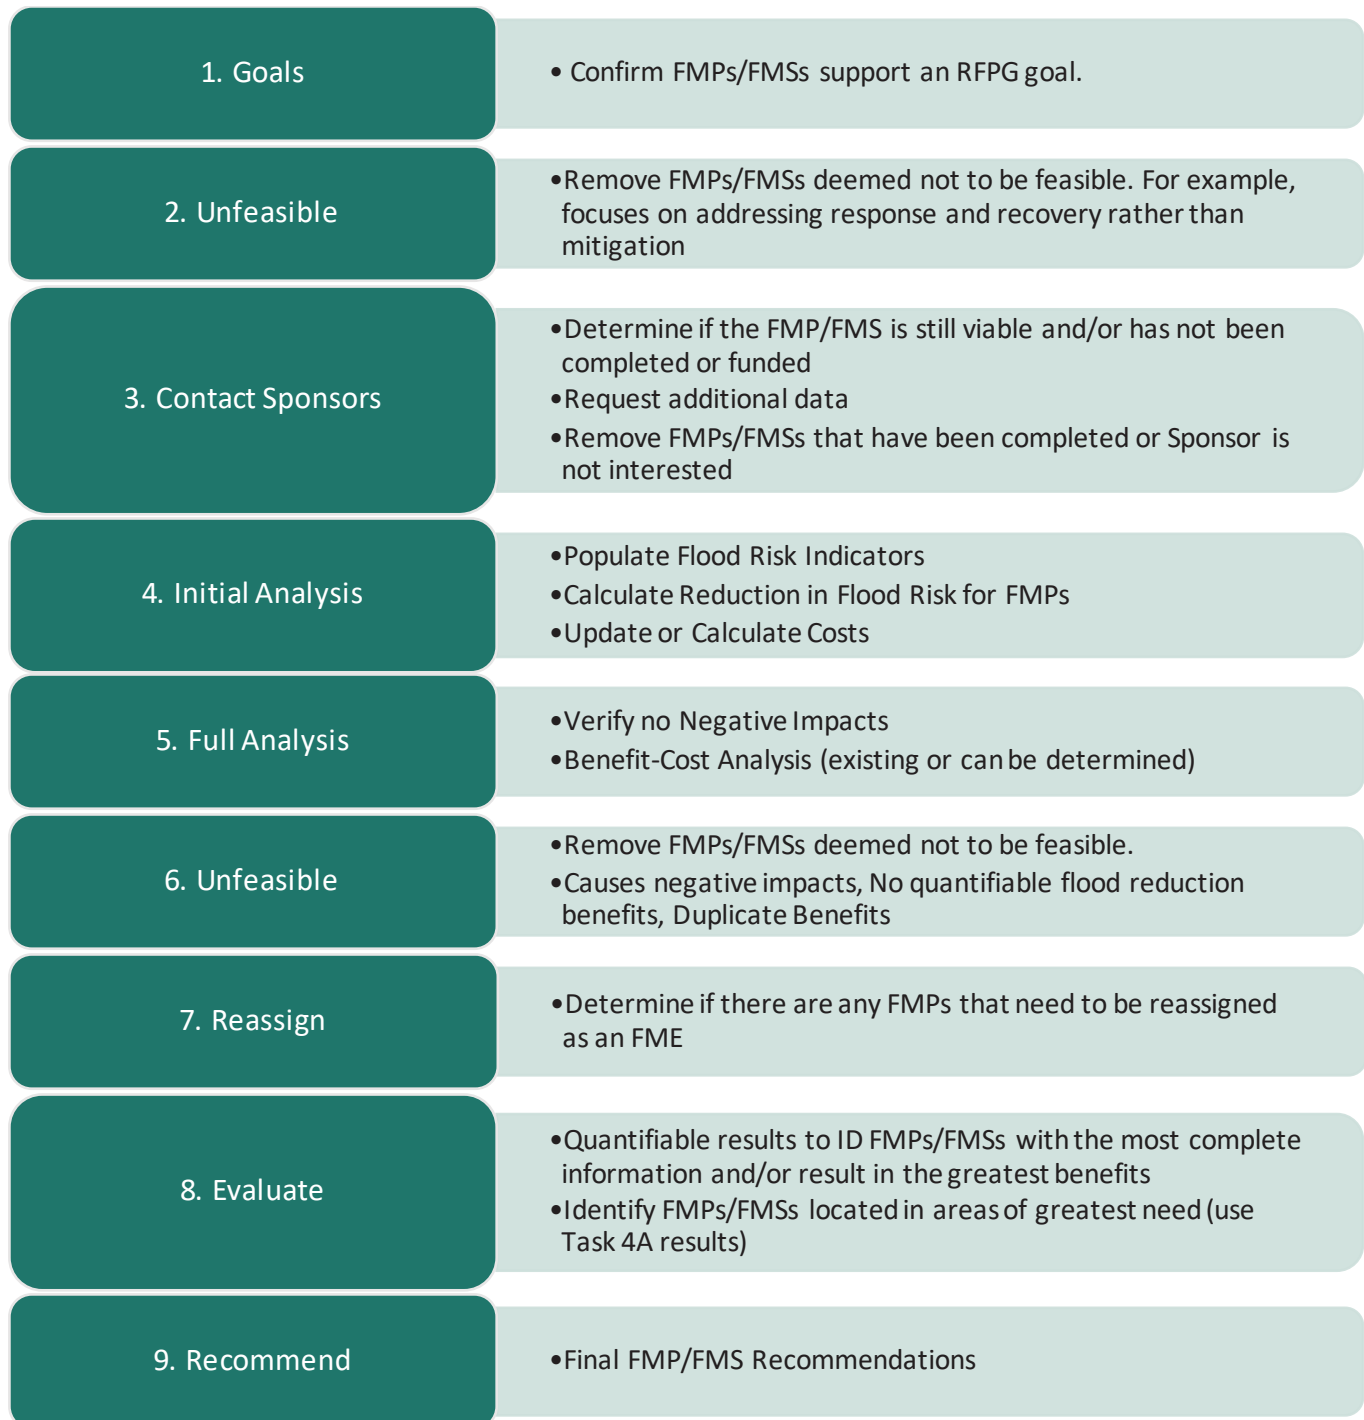 1. Goals
• Confirm FMPs/FMSs support an RFPG goal.
2. Unfeasible
•Remove FMPs/FMSs deemed not to be feasible. For example,
focuses on addressing response and recovery rather than
mitigation
3. Contact Sponsors
•Determine if the FMP/FMS is still viable and/or has not been
completed or funded
•Request additional data
•Remove FMPs/FMSs that have been completed or Sponsor is
not interested
4. Initial Analysis
•Populate Flood Risk Indicators
•Calculate Reduction in Flood Risk for FMPs
•Update or Calculate Costs
5. Full Analysis
•Verify no Negative Impacts
•Benefit-Cost Analysis (existing or can be determined)
6. Unfeasible
•Remove FMPs/FMSs deemed not to be feasible.
•Causes negative impacts, No quantifiable flood reduction
benefits, Duplicate Benefits
7. Reassign
•Determine if there are any FMPs that need to be reassigned
as an FME
8. Evaluate
•Quantifiable results to ID FMPs/FMSs with the most complete
information and/or result in the greatest benefits
•Identify FMPs/FMSs located in areas of greatest need (use
Task 4A results)
9. Recommend
•Final FMP/FMS Recommendations